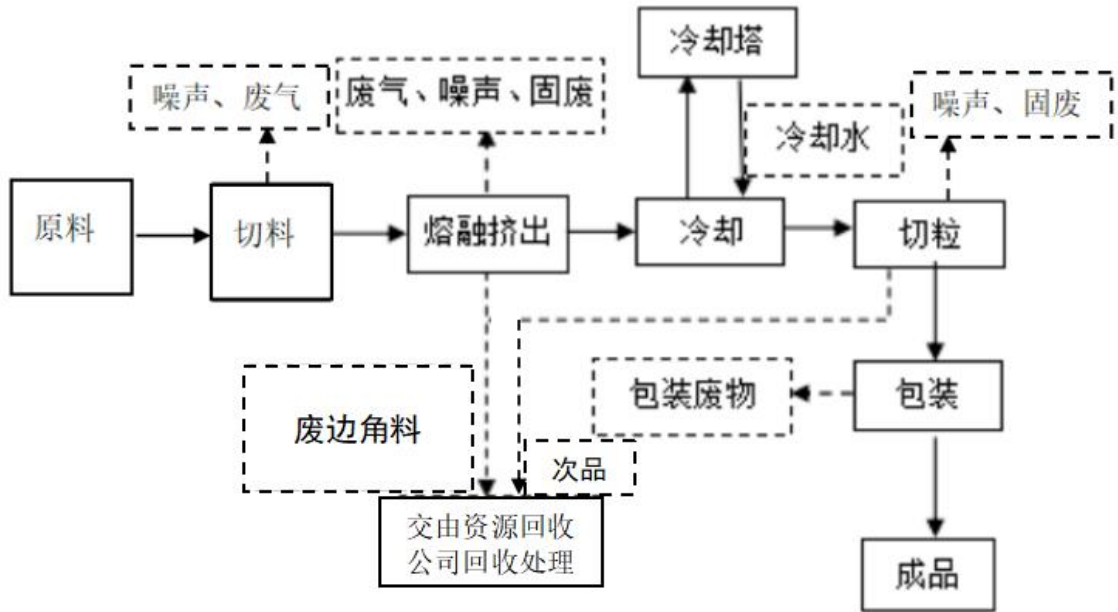 冷却塔
噪声、废气
废气、噪声、固废
噪声、固废
冷却水
原料
切料
熔融挤出
冷却
切粒
废边角料
包装废物
包装
次品
交由资源回收
公司回收处理
成品